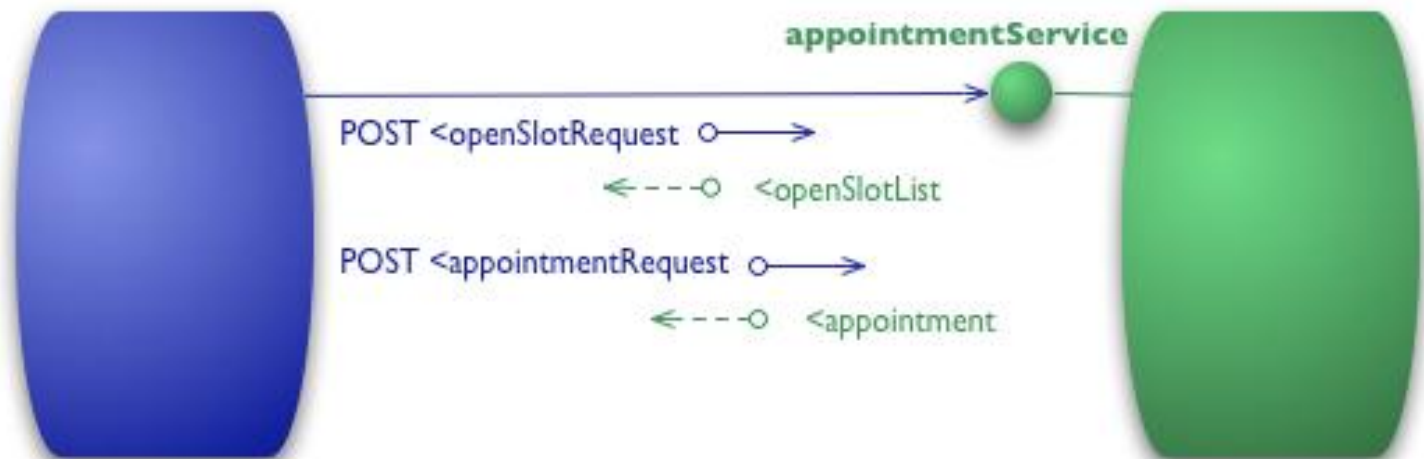 appointmentService
POST <openSlotRequest
<openSlotList
POST <appointmentRequest
<appointment